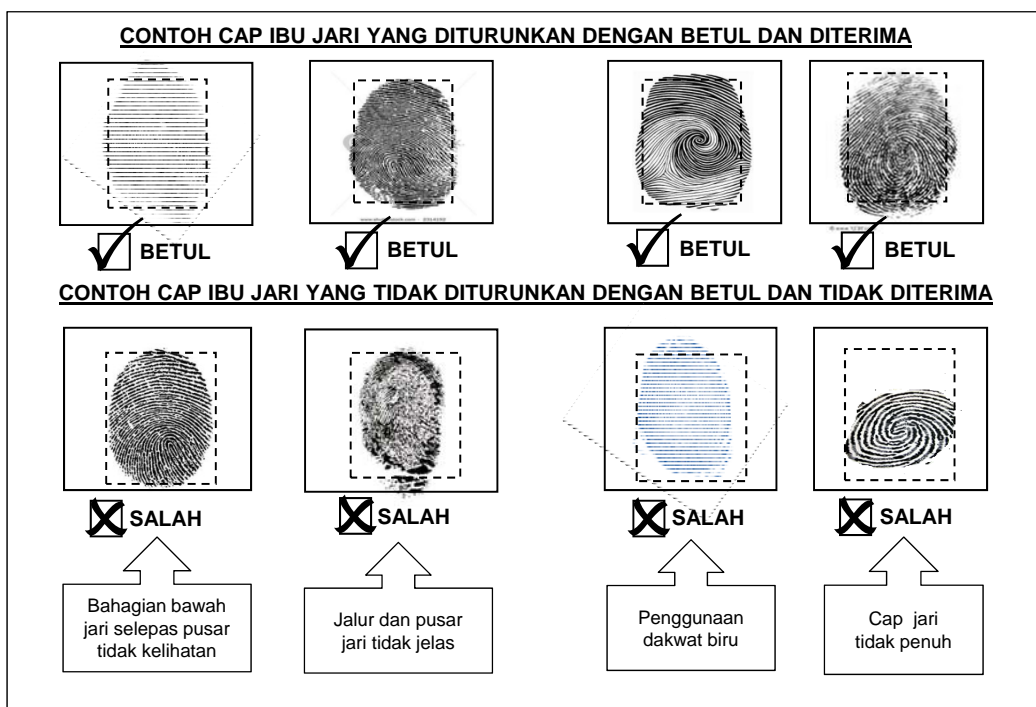 CONTOH CAP IBU JARI YANG DITURUNKAN DENGAN BETUL DAN DITERIMA
BETUL
BETUL
BETUL
BETUL
CONTOH CAP IBU JARI YANG TIDAK DITURUNKAN DENGAN BETUL DAN TIDAK DITERIMA
SALAH
SALAH
SALAH
SALAH
Bahagian bawah
jari selepas pusar
tidak kelihatan
Jalur dan pusar
jari tidak jelas
Penggunaan
dakwat biru
Cap jari
tidak penuh